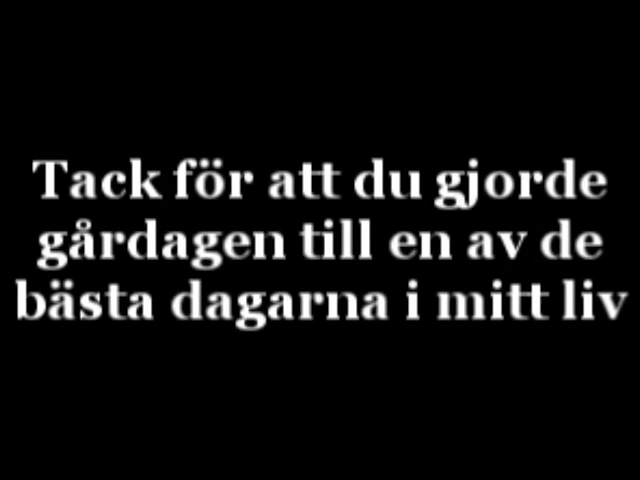 Tack för att du gjorde
gårdagen till en av de
bästa dagarna i mitt liv